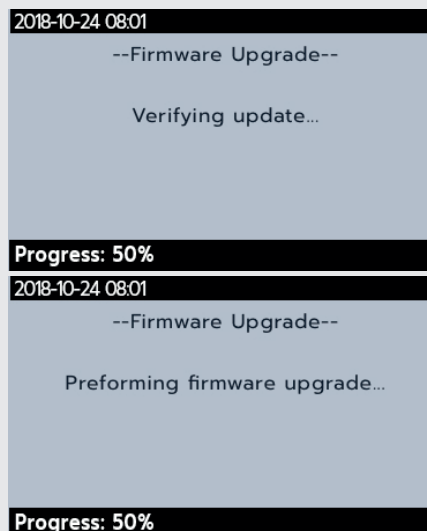 2018-10-24 08:01
--Firmware Upgrade--
Verifying update...
Progress: 50%
2018-10-24 08:01
--Firmware Upgrade--
Preforming firmware upgrade...
Progress: 50%